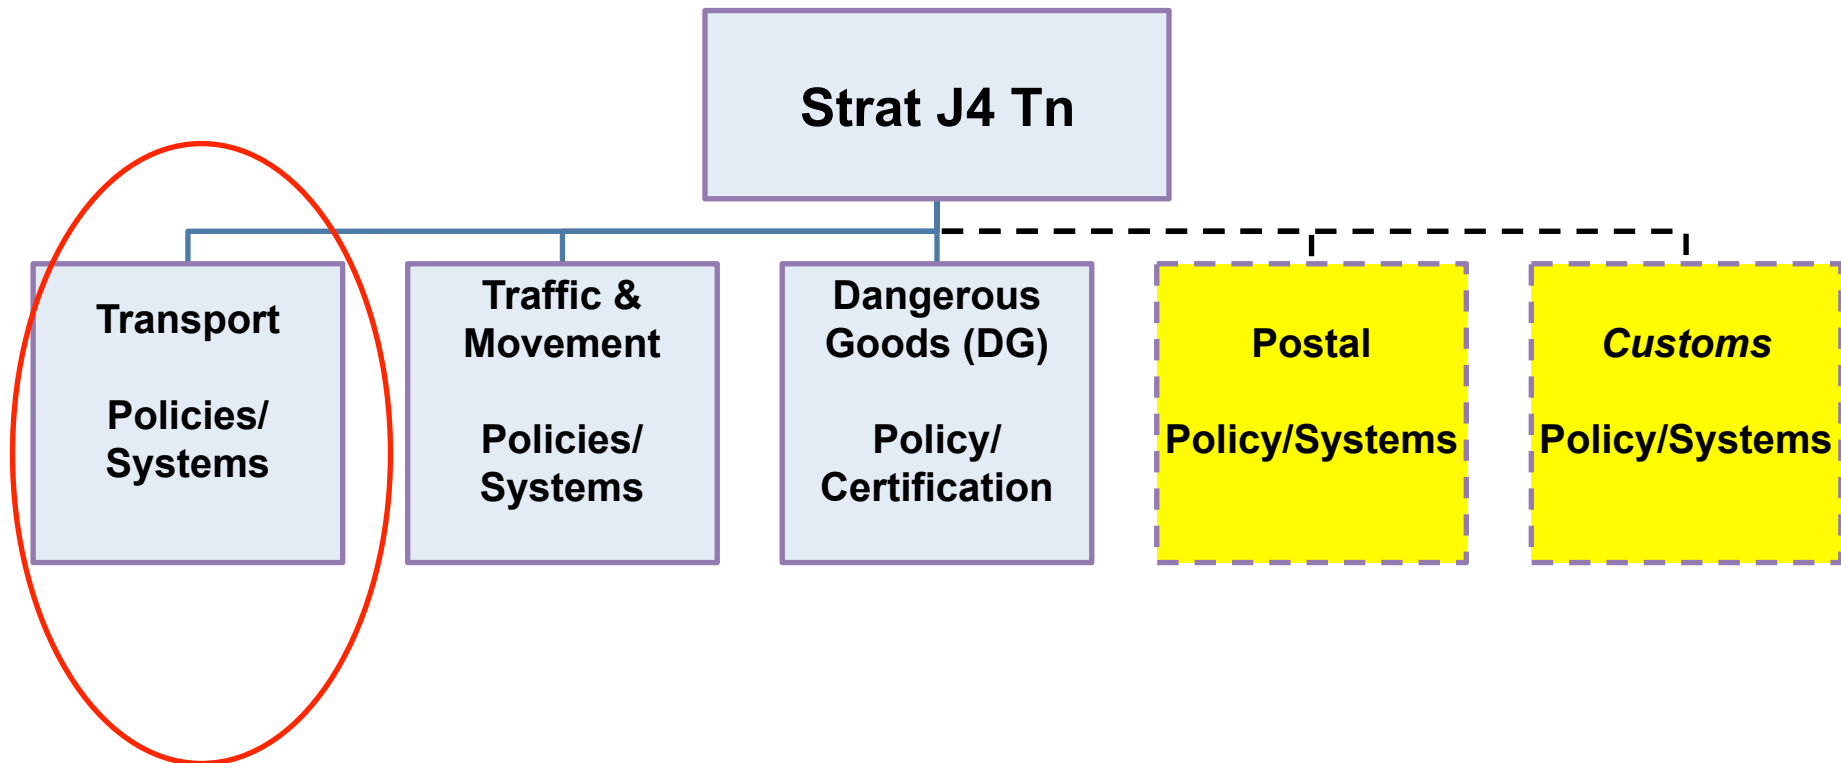 Strat J4 Tn
Transport
Policies/
Systems
Traffic &
Movement
Policies/
Systems
Dangerous
Goods (DG)
Policy/
Certification
Postal
Policy/Systems
Customs
Policy/Systems